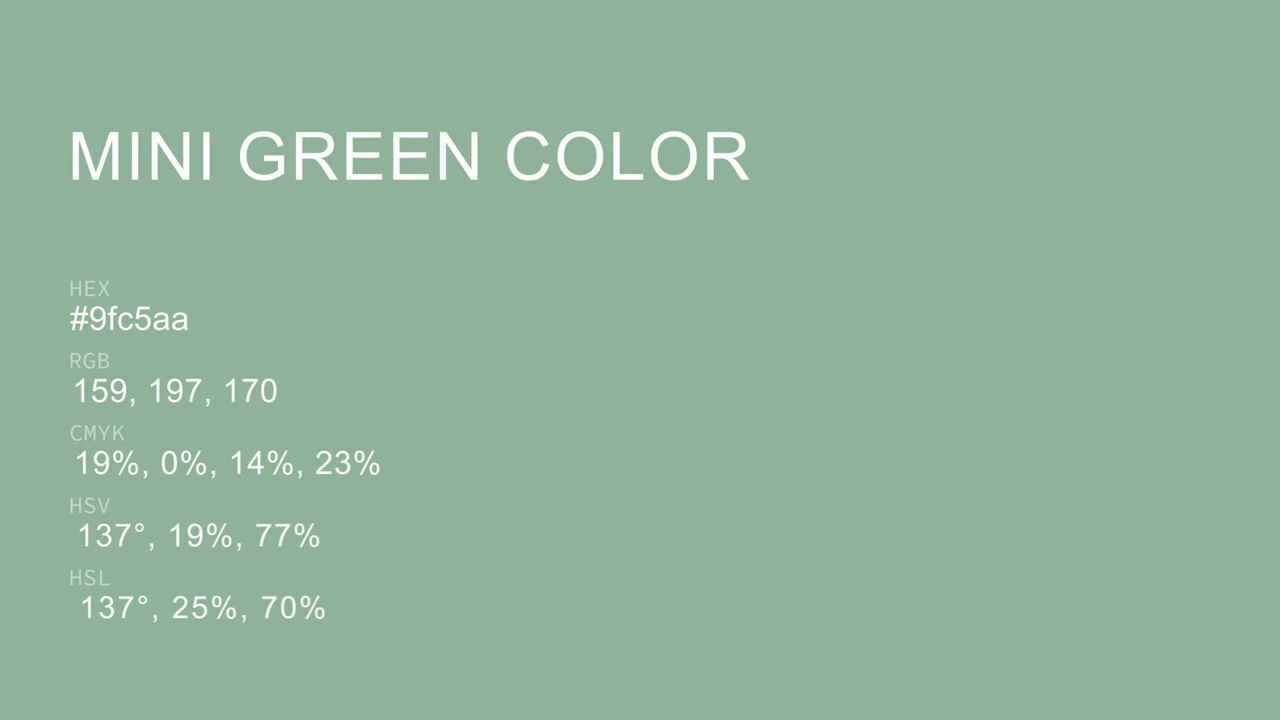 MINI GREEN COLOR
HEX
#9fc5aa
RGB
159, 197, 170
CMYK
19%, 0%, 14%, 23%
HSV
137°, 19%, 77%
HSL
137°, 25%, 70%